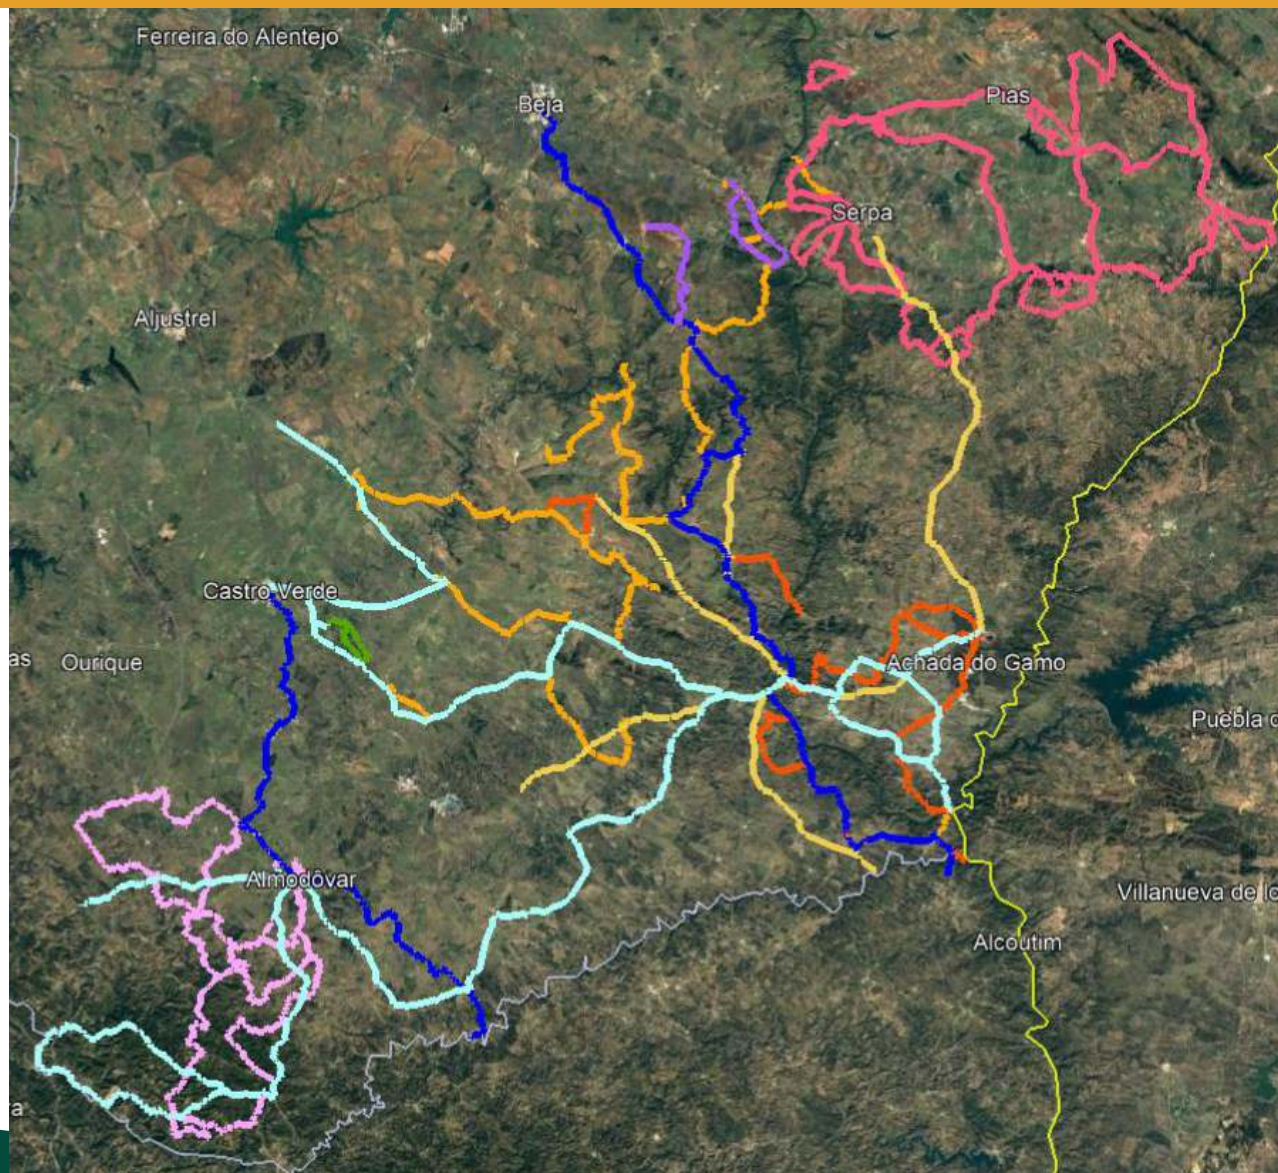 Ferreira do Alentejo
Beja
Pias
Serpa
Aljustrel
Castro Verde
as
Ourique
Achada do Gamo
Puebla d
Almodôvar
Villanueva de lo
Alcoutim
a